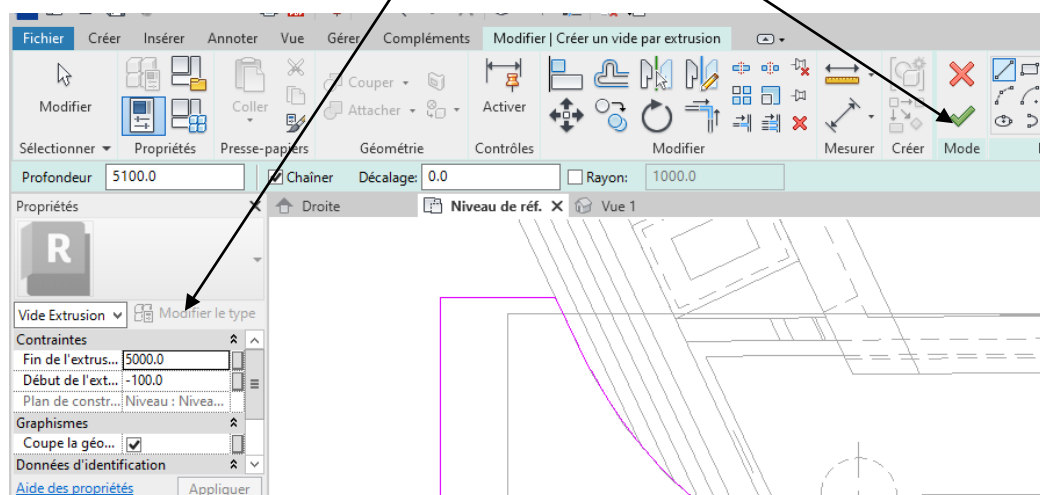 Fichier Créer Insérer Annoter Vue Gérer Compléments Modifier | Créer un vide par extrusion
Modifier Coller Couper Attacher Activer
Sélectionner Propriétés Presse-papiers Géométrie Contrôles Modifier Mesurer Créer Mode
Profondeur 5100.0 Chaîner Décalage: 0.0 Rayon: 1000.0
Propriétés X Droite Niveau de réf. X Vue 1
R
Vide Extrusion Modifier le type
Contraintes
Fin de l'extrus... 5000.0
Début de l'ext... -100.0
Plan de constr... Niveau : Nivea...
Graphismes
Coupe la géo...
Données d'identification
Aide des propriétés Appliquer